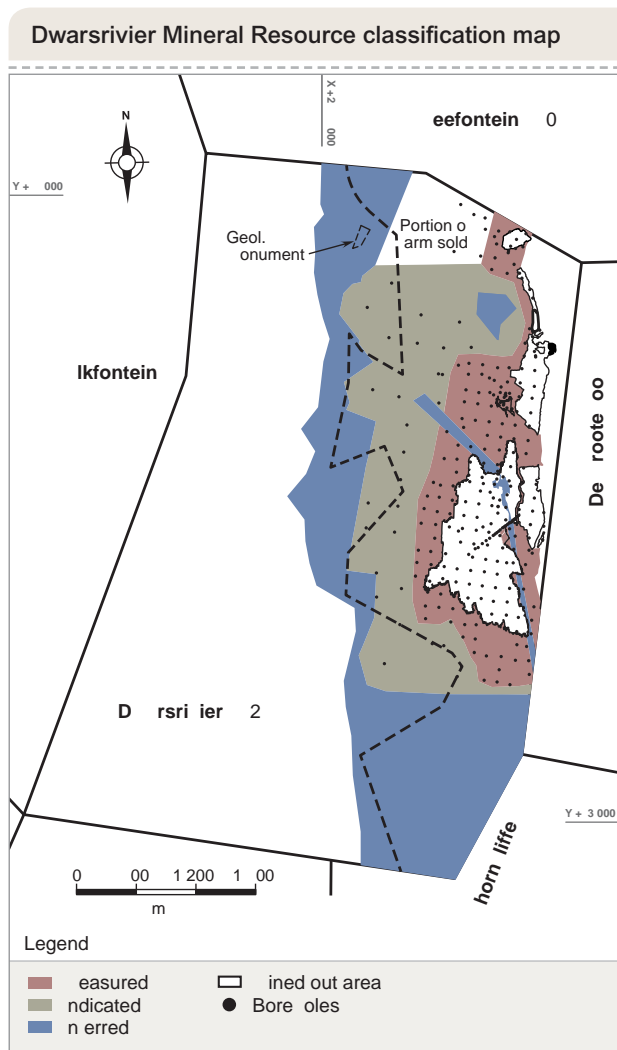 Dwarsrivier Mineral Resource classification map
X + 2 000
eefontein 0
N
Y + 000
Portion o
arm sold
Geol.
onument
lkfontein
De roote oo
D rsri ier 2
Y + 3 000
horn liffe
0 00 1 200 1 00
m
Legend
easured
ined out area
ndicated
Bore oles
n erred